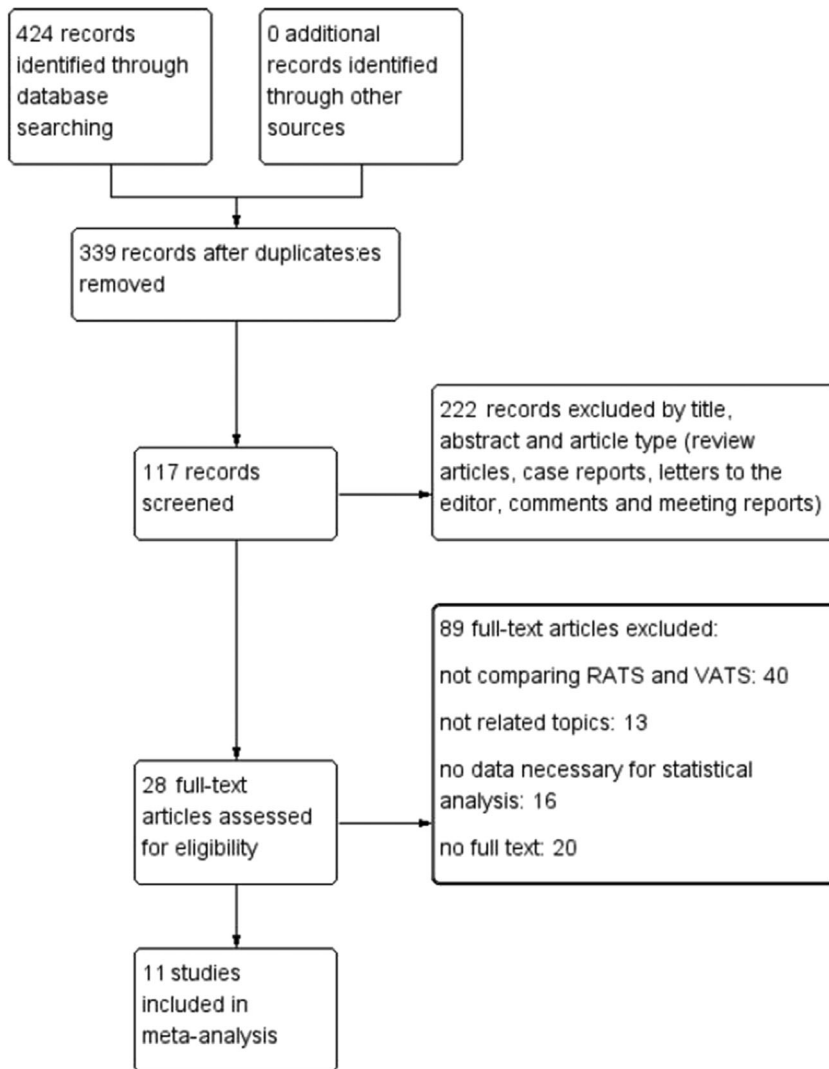 424 records
identified through
database
searching
0 additional
records identified
through other
sources
339 records after duplicates:es
removed
222 records excluded by title,
abstract and article type (review
articles, case reports, letters to the
editor, comments and meeting reports)
117 records
screened
89 full-text articles excluded:
not comparing RATS and VATS: 40
not related topics: 13
no data necessary for statistical
analysis: 16
no full text: 20
28 full-text
articles assessed
for eligibility
11 studies
included in
meta-analysis